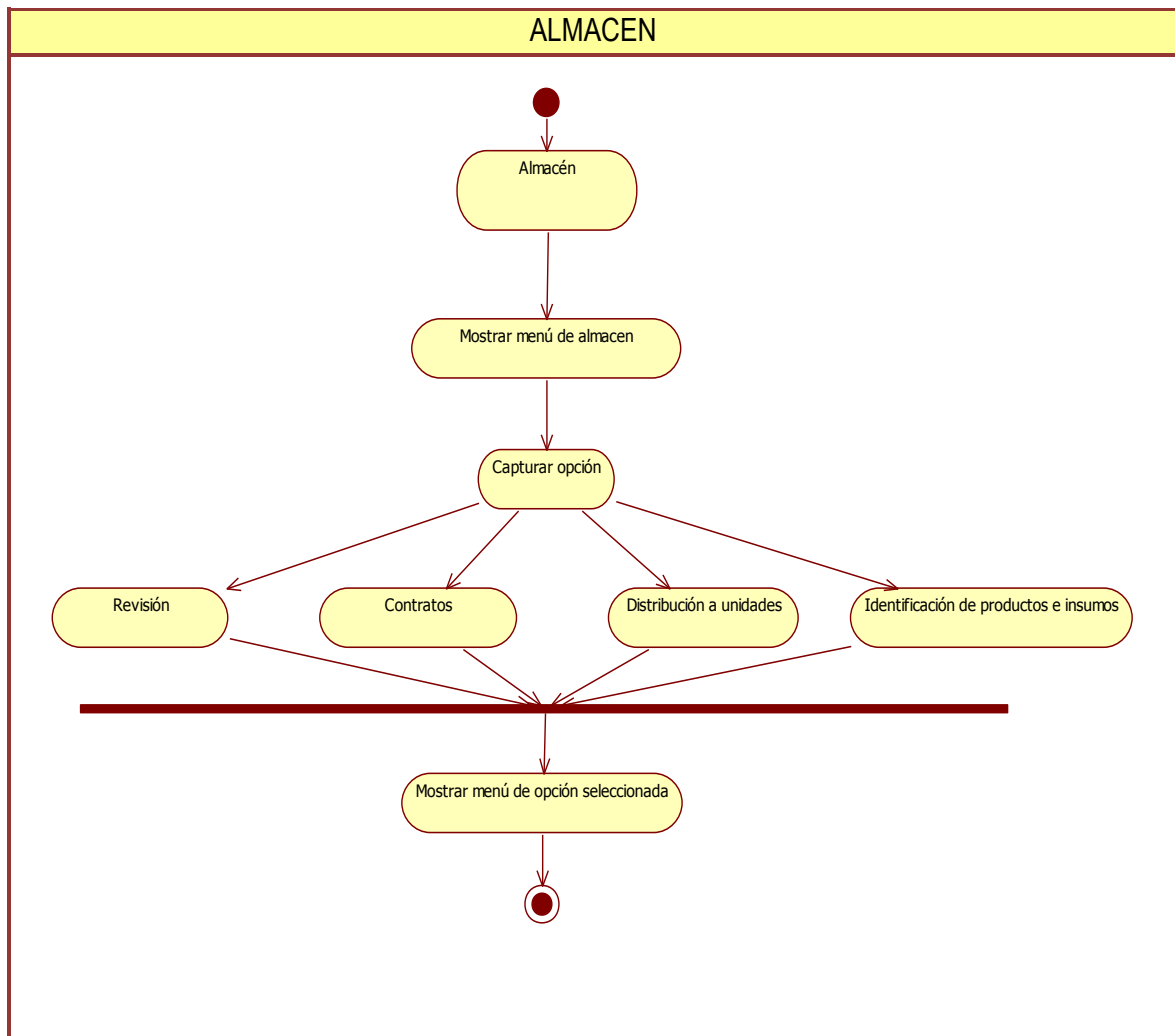 ALMACEN
Almacén
Mostrar menú de almacen
Capturar opción
Revisión
Contratos
Distribución a unidades
Identificación de productos e insumos
Mostrar menú de opción seleccionada